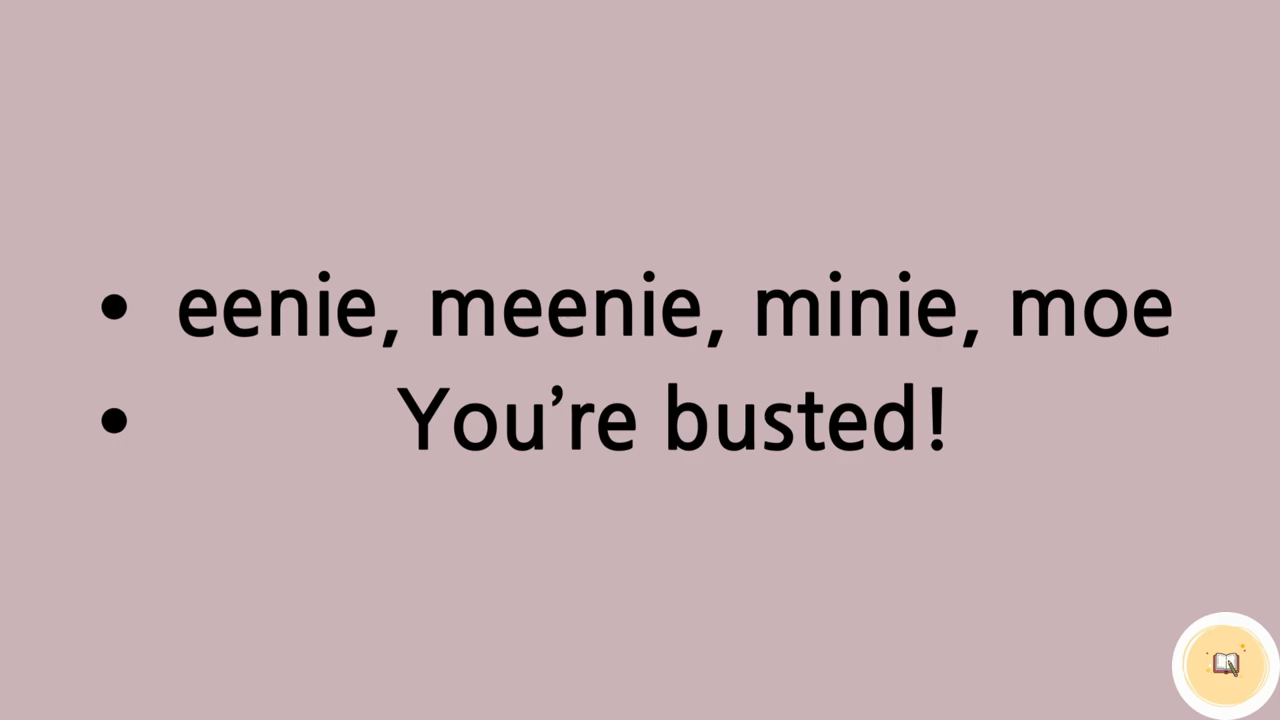 • eenie, meenie, minie, moe
• You’re busted!